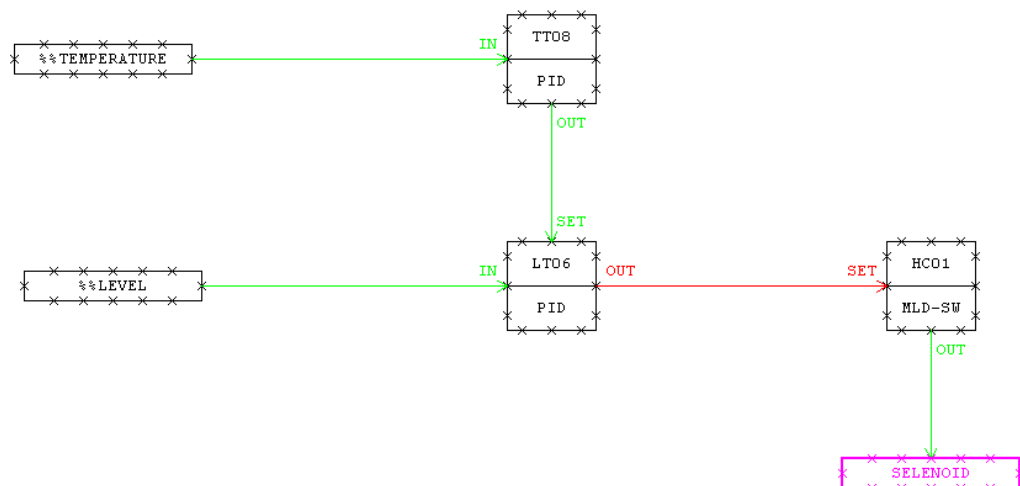 TT08
IN
%%TEMPERATURE
PID
OUT
SET
LT06
IN
OUT
SET
HC01
%%LEVEL
PID
MLD-SW
OUT
SELENOID